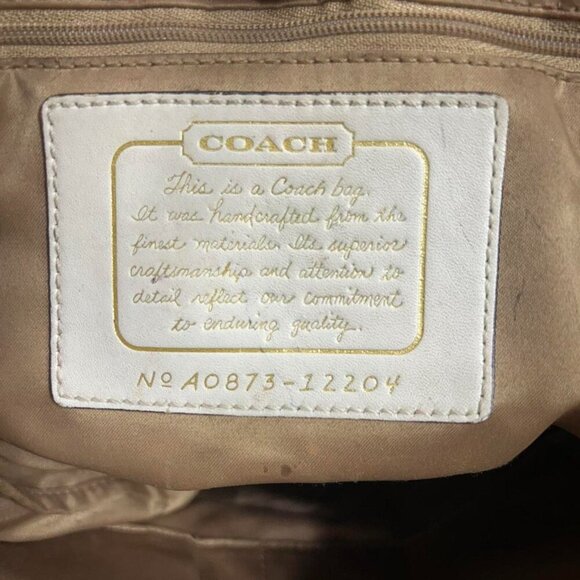 COACH
This is a Coach bag.
It was handcrafted from the
finest materials. Its superior
craftsmanship and attention to
detail reflect our commitment
to enduring quality.
Nº A0873-12204